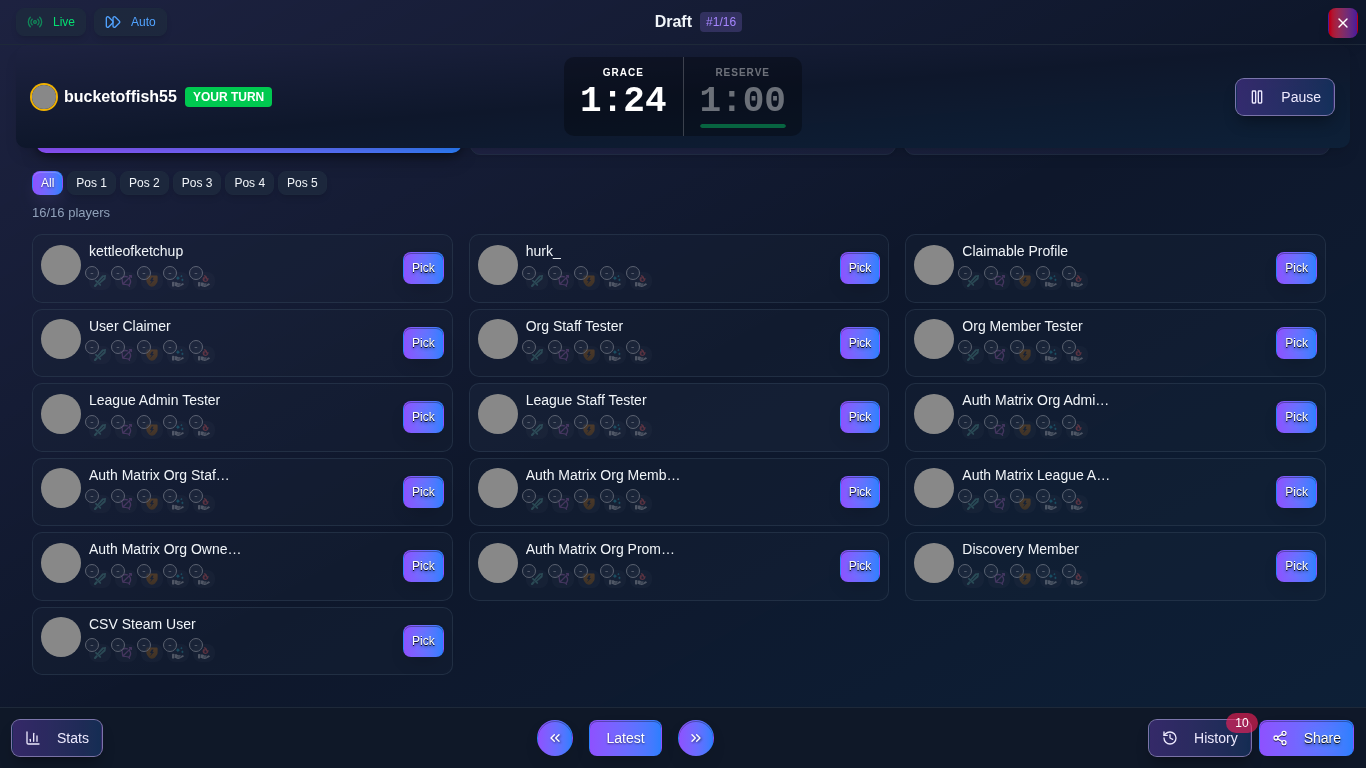 Live
Auto
Draft
#1/16
bucketoffish55
YOUR TURN
GRACE
1:24
RESERVE
1:00
Pause
All
Pos 1
Pos 2
Pos 3
Pos 4
Pos 5
16/16 players
kettleofketchup
Pick
hurk_
Pick
Claimable Profile
Pick
User Claimer
Pick
Org Staff Tester
Pick
Org Member Tester
Pick
League Admin Tester
Pick
League Staff Tester
Pick
Auth Matrix Org Admi…
Pick
Auth Matrix Org Staf…
Pick
Auth Matrix Org Memb…
Pick
Auth Matrix League A…
Pick
Auth Matrix Org Owne…
Pick
Auth Matrix Org Prom…
Pick
Discovery Member
Pick
CSV Steam User
Pick
Stats
Latest
History
10
Share